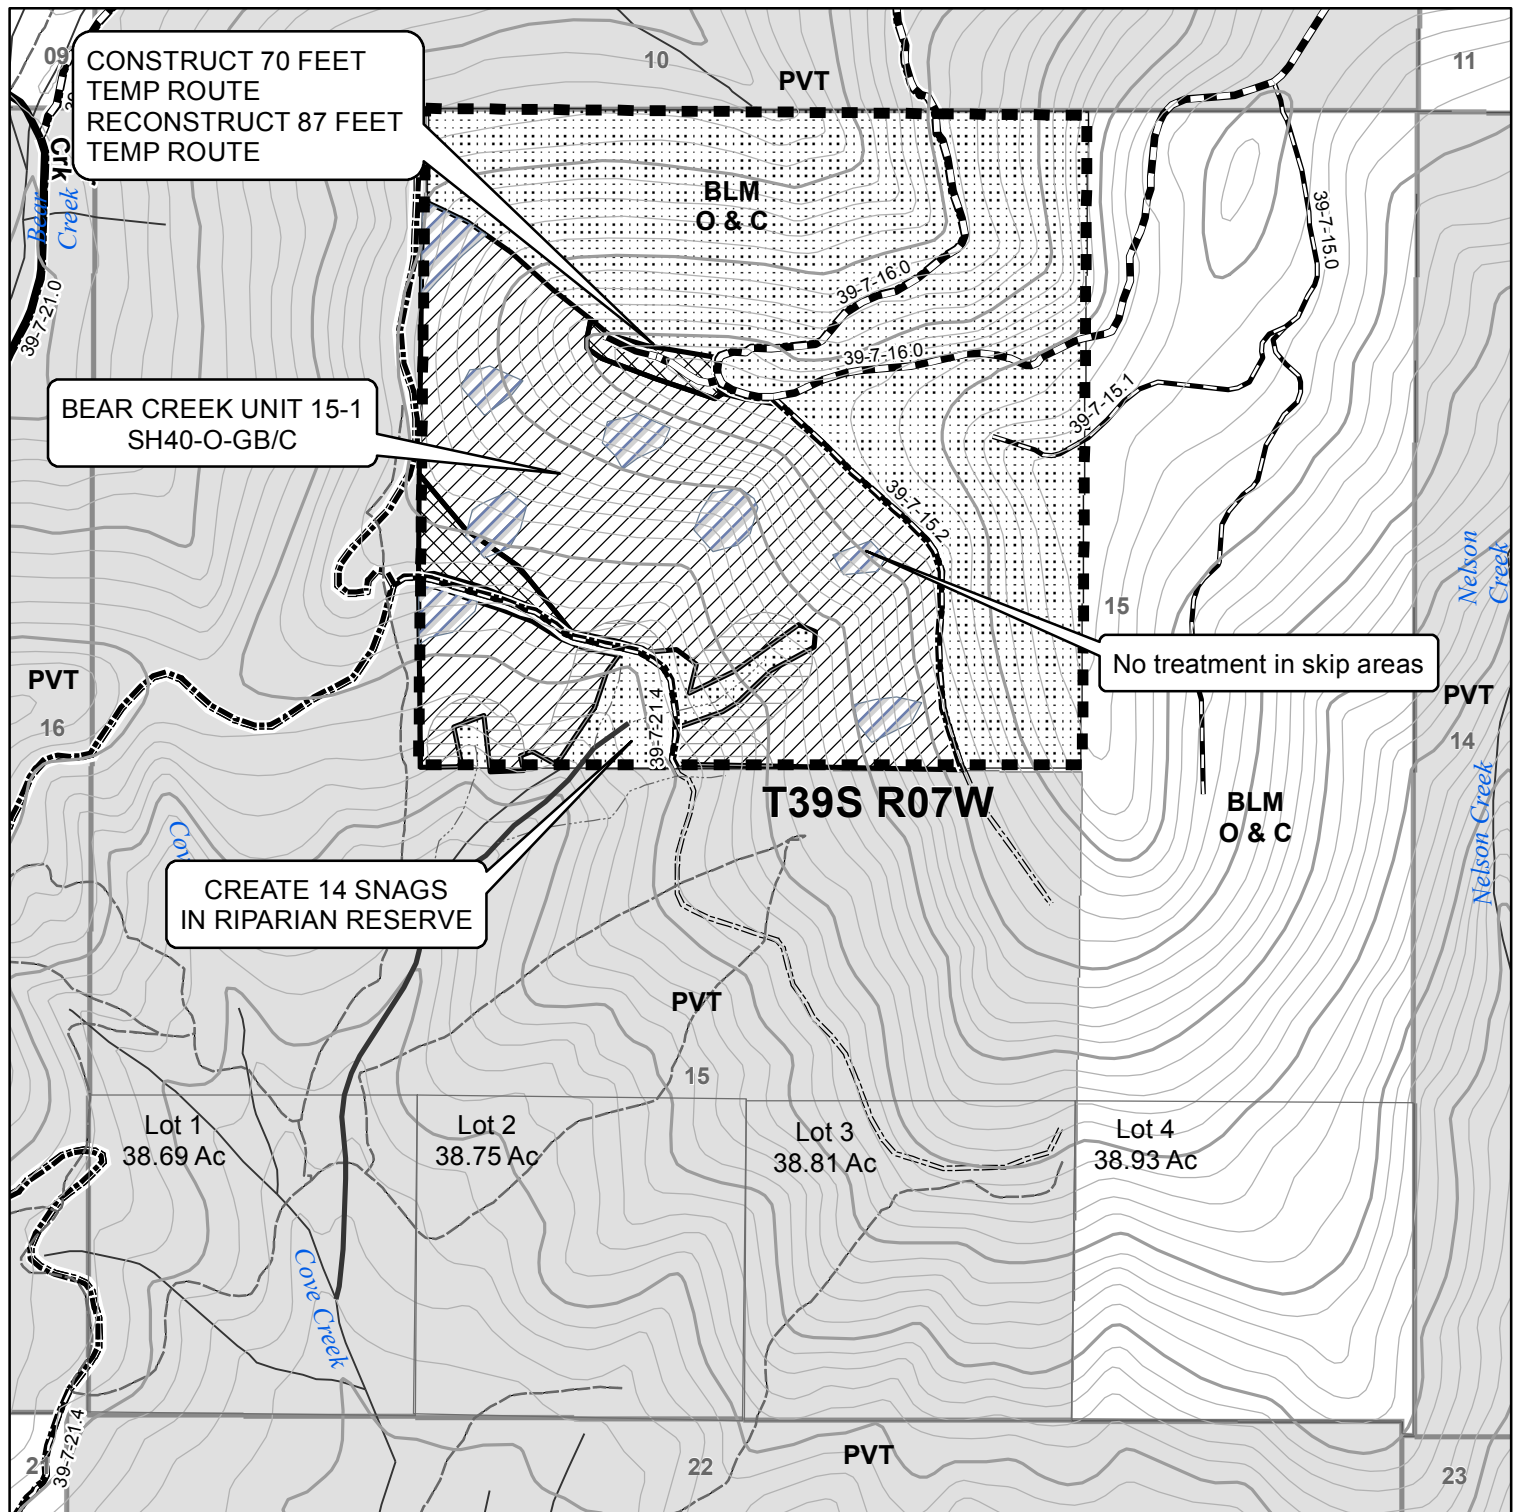 09
CONSTRUCT 70 FEET
TEMP ROUTE
RECONSTRUCT 87 FEET
TEMP ROUTE
10
PVT
11
Crk
Bear
Creek
BLM
O & C
39-7-15.0
39-7-21.0
39-7-16.0
39-7-16.0
39-7-15.1
BEAR CREEK UNIT 15-1
SH40-O-GB/C
39-7-15.2
Nelson
Creek
15
No treatment in skip areas
PVT
16
PVT
14
39-7-21.4
T39S R07W
BLM
O & C
Nelson Creek
CREATE 14 SNAGS
IN RIPARIAN RESERVE
PVT
15
Lot 1
38.69 Ac
Lot 2
38.75 Ac
Lot 3
38.81 Ac
Lot 4
38.93 Ac
Cove Creek
39-7-21.4
21
22
PVT
23